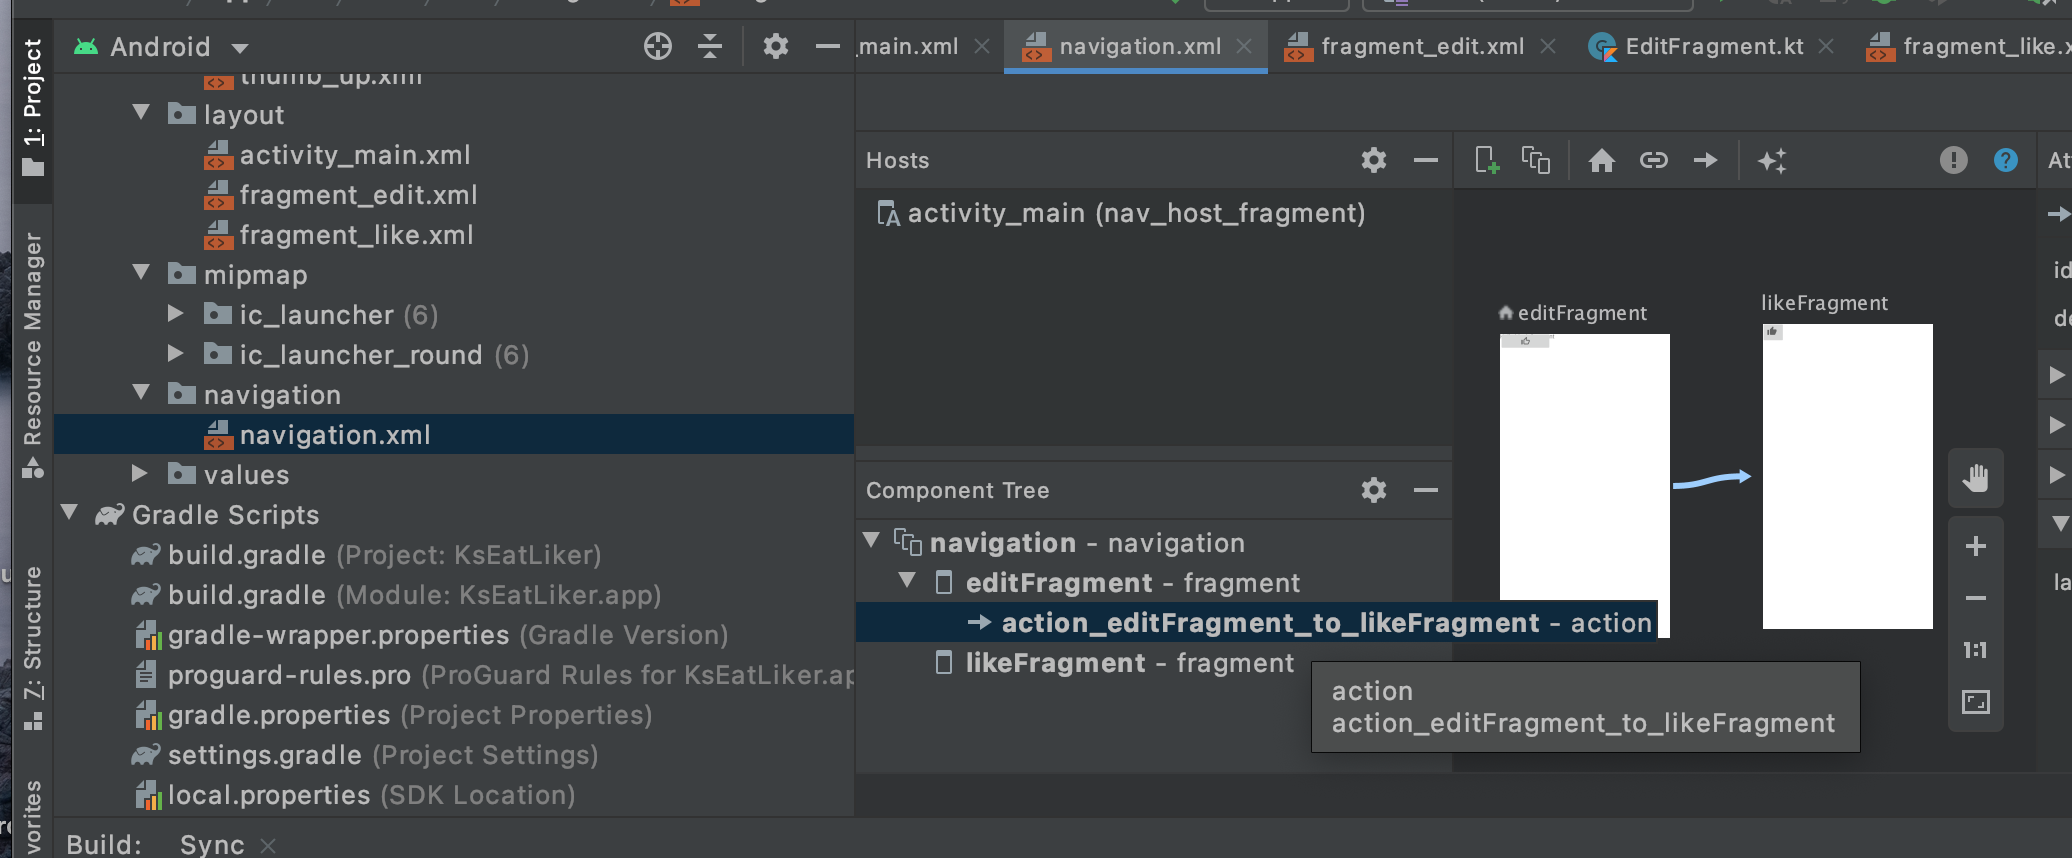 Android
_main.xml
navigation.xml
fragment_edit.xml
EditFragment.kt
fragment_like.x
1: Project
Resource Manager
7: Structure
vorites
thumb_up.xml
layout
activity_main.xml
fragment_edit.xml
fragment_like.xml
mipmap
ic_launcher (6)
ic_launcher_round (6)
navigation
navigation.xml
values
Gradle Scripts
build.gradle (Project: KsEatLiker)
build.gradle (Module: KsEatLiker.app)
gradle-wrapper.properties (Gradle Version)
proguard-rules.pro (ProGuard Rules for KsEatLiker.ap
gradle.properties (Project Properties)
settings.gradle (Project Settings)
local.properties (SDK Location)
Hosts
activity_main (nav_host_fragment)
Component Tree
navigation - navigation
editFragment - fragment
action_editFragment_to_likeFragment - action
likeFragment - fragment
action
action_editFragment_to_likeFragment
editFragment
likeFragment
1:1
At
id
de
la
Build: Sync